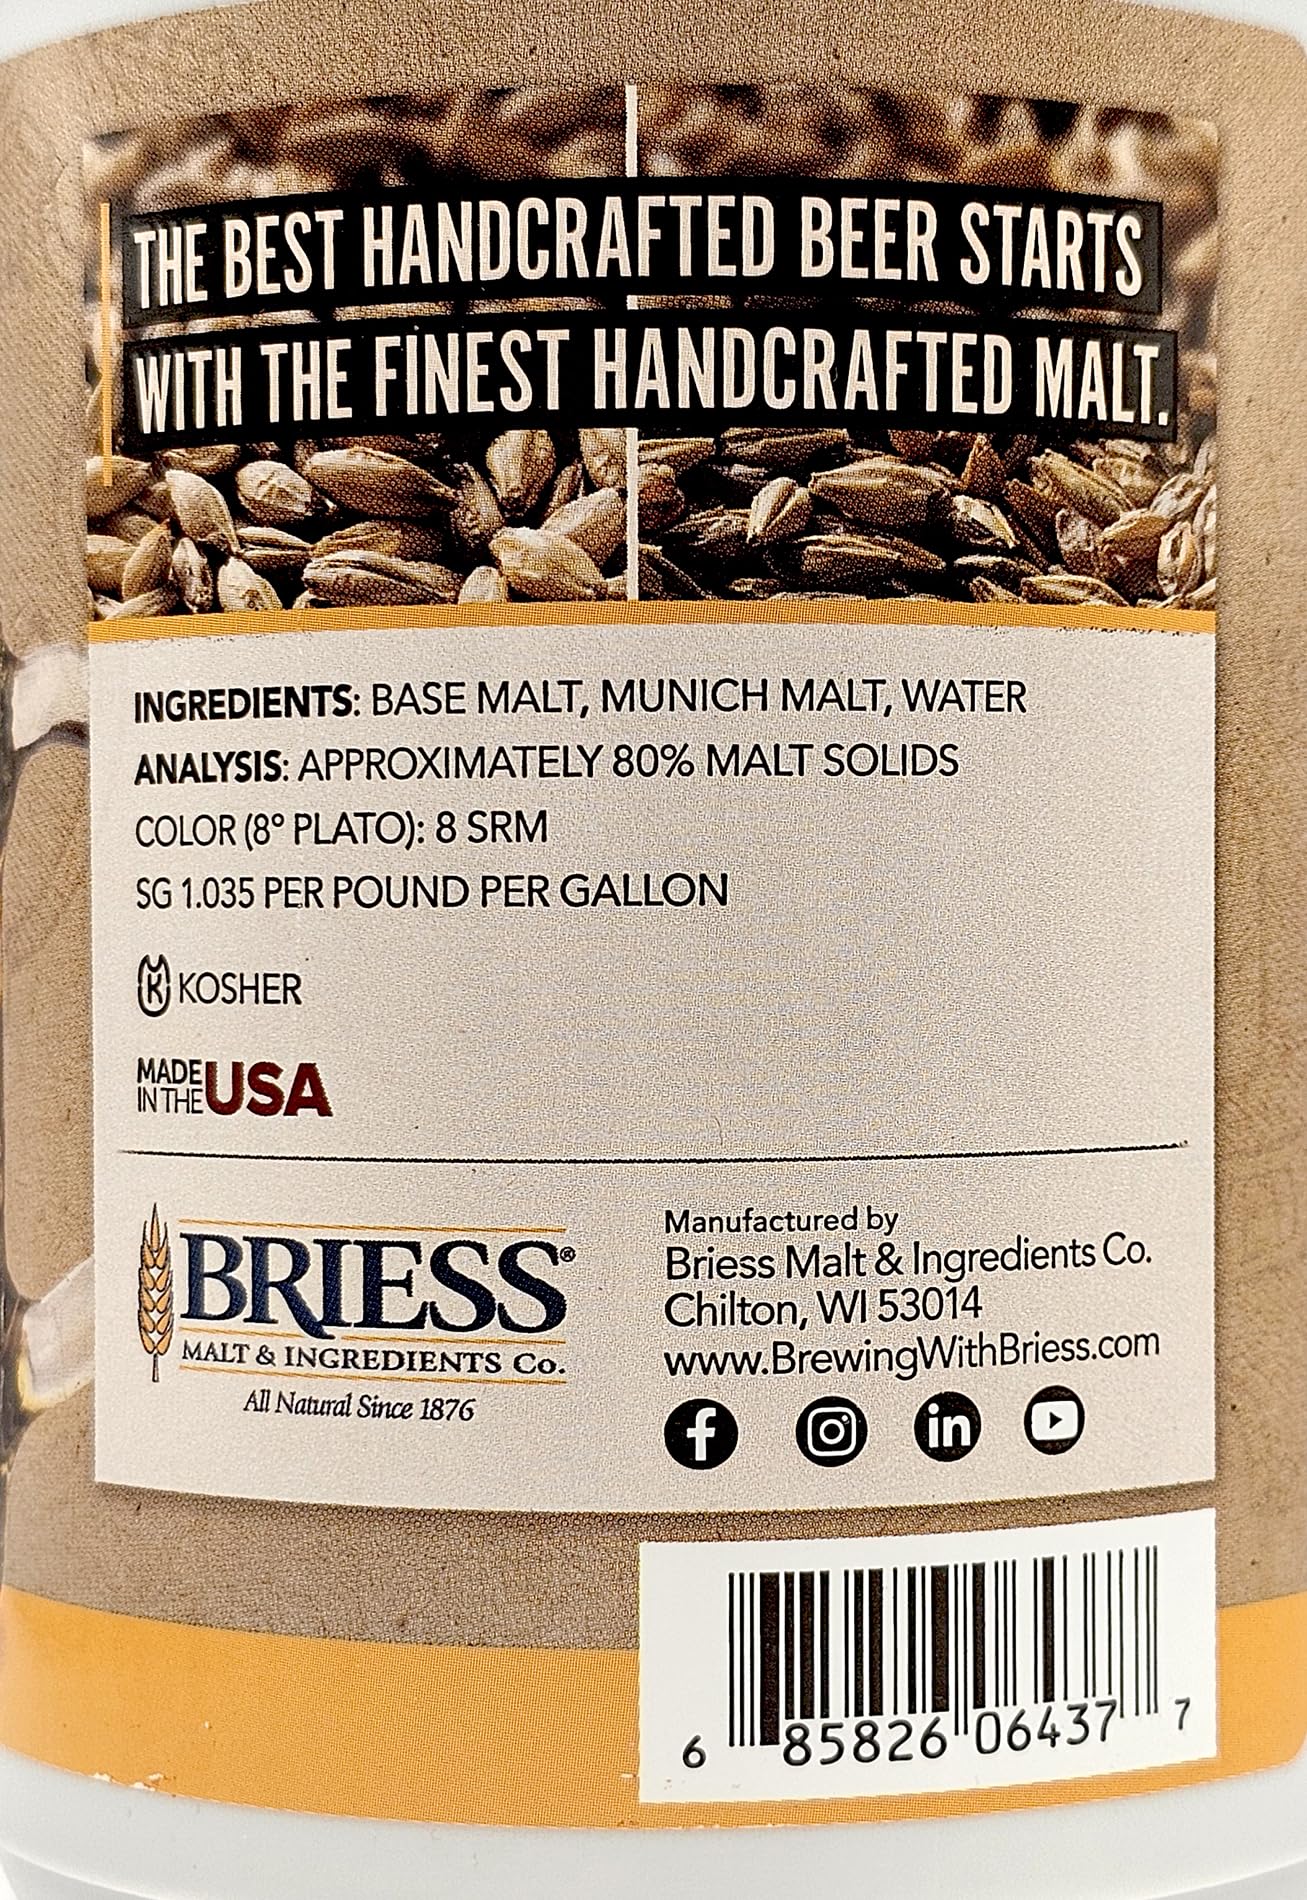 THE BEST HANDCRAFTED BEER STARTS
WITH THE FINEST HANDCRAFTED MALT.
INGREDIENTS: BASE MALT, MUNICH MALT, WATER
ANALYSIS: APPROXIMATELY 80% MALT SOLIDS
COLOR (8° PLATO): 8 SRM
SG 1.035 PER POUND PER GALLON
K KOSHER
MADE
IN THE USA
BRIESS®
MALT & INGREDIENTS Co.
All Natural Since 1876
Manufactured by
Briess Malt & Ingredients Co.
Chilton, WI 53014
www.BrewingWithBriess.com
f in
6 85826 06437 7